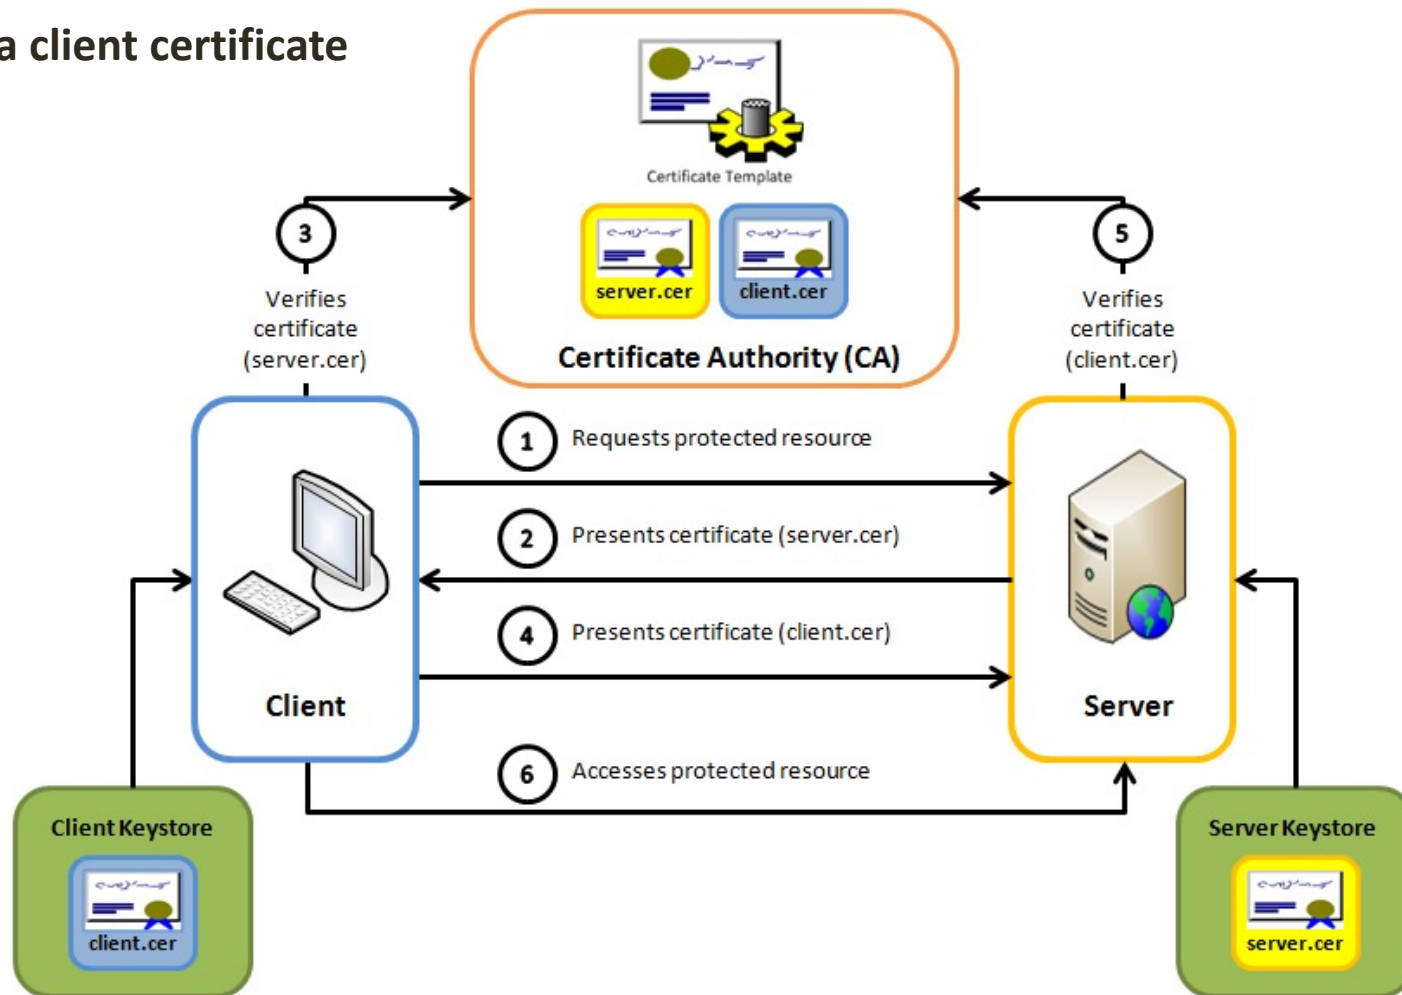 a client certificate
Certificate Template
server.cer
client.cer
Certificate Authority (CA)
3
Verifies
certificate
(server.cer)
5
Verifies
certificate
(client.cer)
1 Requests protected resource
2 Presents certificate (server.cer)
4 Presents certificate (client.cer)
Client
Server
6 Accesses protected resource
Client Keystore
client.cer
Server Keystore
server.cer